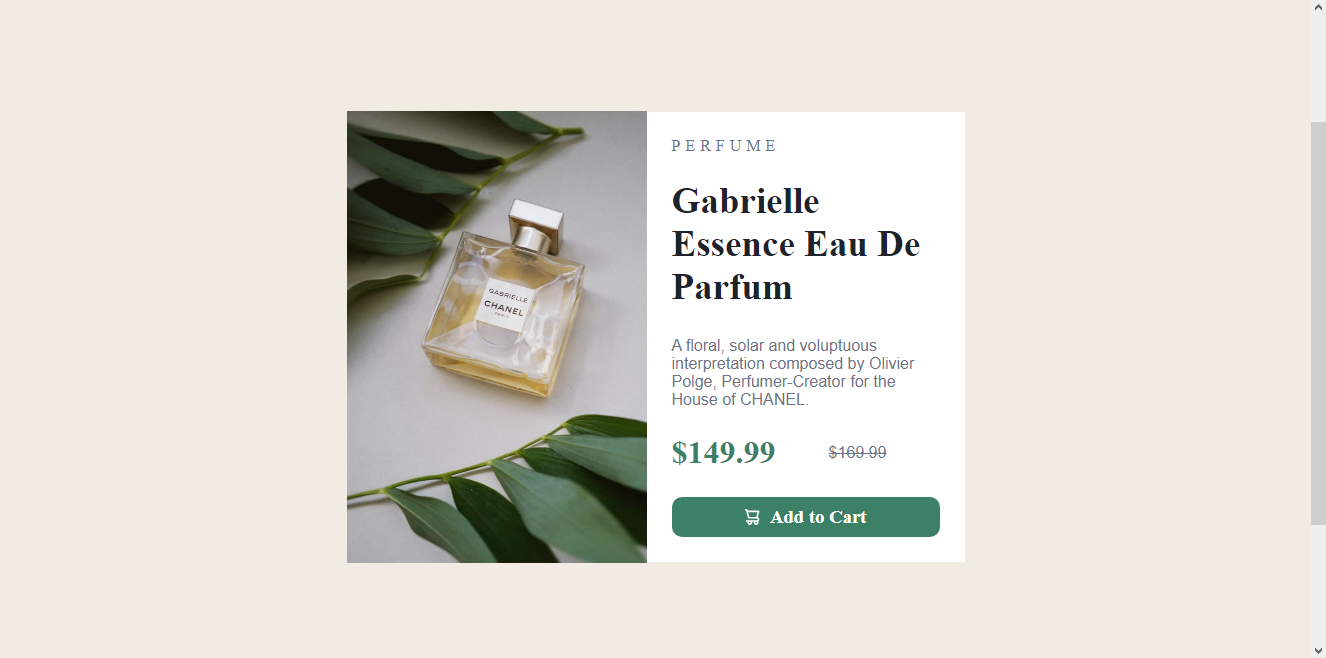 PERFUME
Gabrielle
Essence Eau De
Parfum
A floral, solar and voluptuous
interpretation composed by Olivier
Polge, Perfumer-Creator for the
House of CHANEL.
$149.99 $169.99
Add to Cart
GABRIELLE
CHANEL
PARIS